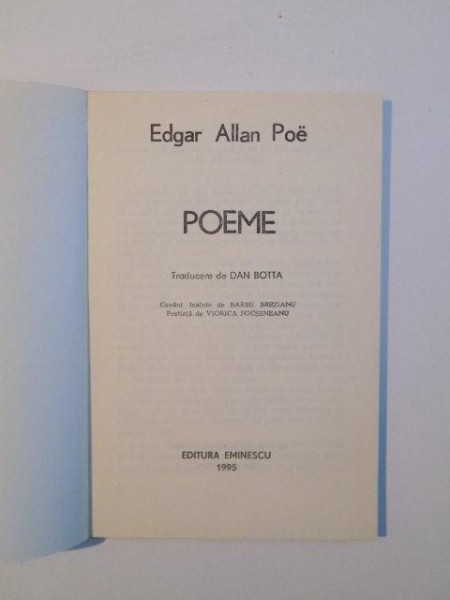 Edgar Allan Poë
POEME
Traducere de DAN BOTTA
Cuvânt înainte de BARBU BREZIANU
Postfață de VIORICA FOCȘENEANU
EDITURA EMINESCU
1995